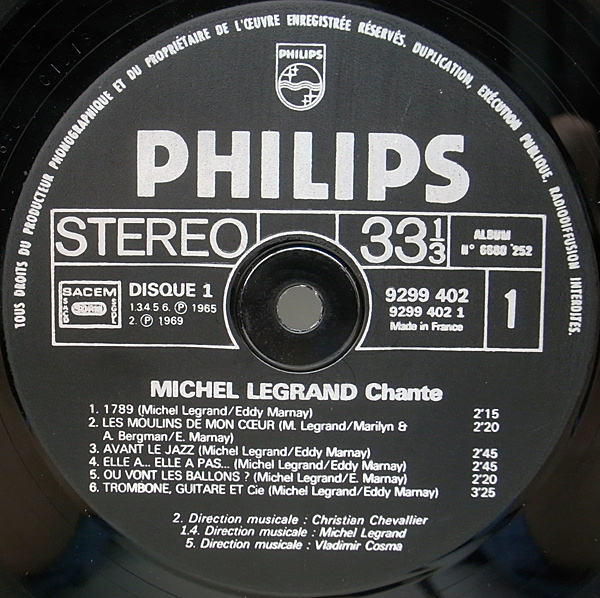 TOUS DROITS DU PRODUCTEUR PHONOGRAPHIQUE ET DU PROPRIÉTAIRE DE L'ŒUVRE ENREGISTRÉE RÉSERVÉS. DUPLICATION, EXÉCUTION PUBLIQUE, RADIODIFFUSION INTERDITES.
PHILIPS
PHILIPS
STEREO 33 1/3 ALBUM
N° 6680 252
SACEM DISQUE 1 9299 402 1
1.3.4 5 6. Ⓟ 1965 9299 402 1
2. Ⓟ 1969 Made in France
MICHEL LEGRAND Chante
1. 1789 (Michel Legrand/Eddy Marnay) 2'15
2. LES MOULINS DE MON CŒUR (M. Legrand/Marilyn & 2'20
A. Bergman/E. Marnay)
3. AVANT LE JAZZ (Michel Legrand/Eddy Marnay) 2'45
4. ELLE A... ELLE A PAS... (Michel Legrand/Eddy Marnay) 2'45
5. OU VONT LES BALLONS ? (Michel Legrand/E. Marnay) 2'20
6. TROMBONE, GUITARE ET Cie (Michel Legrand/Eddy Marnay) 3'25
2. Direction musicale : Christian Chevallier
1.4. Direction musicale : Michel Legrand
5. Direction musicale : Vladimir Cosma